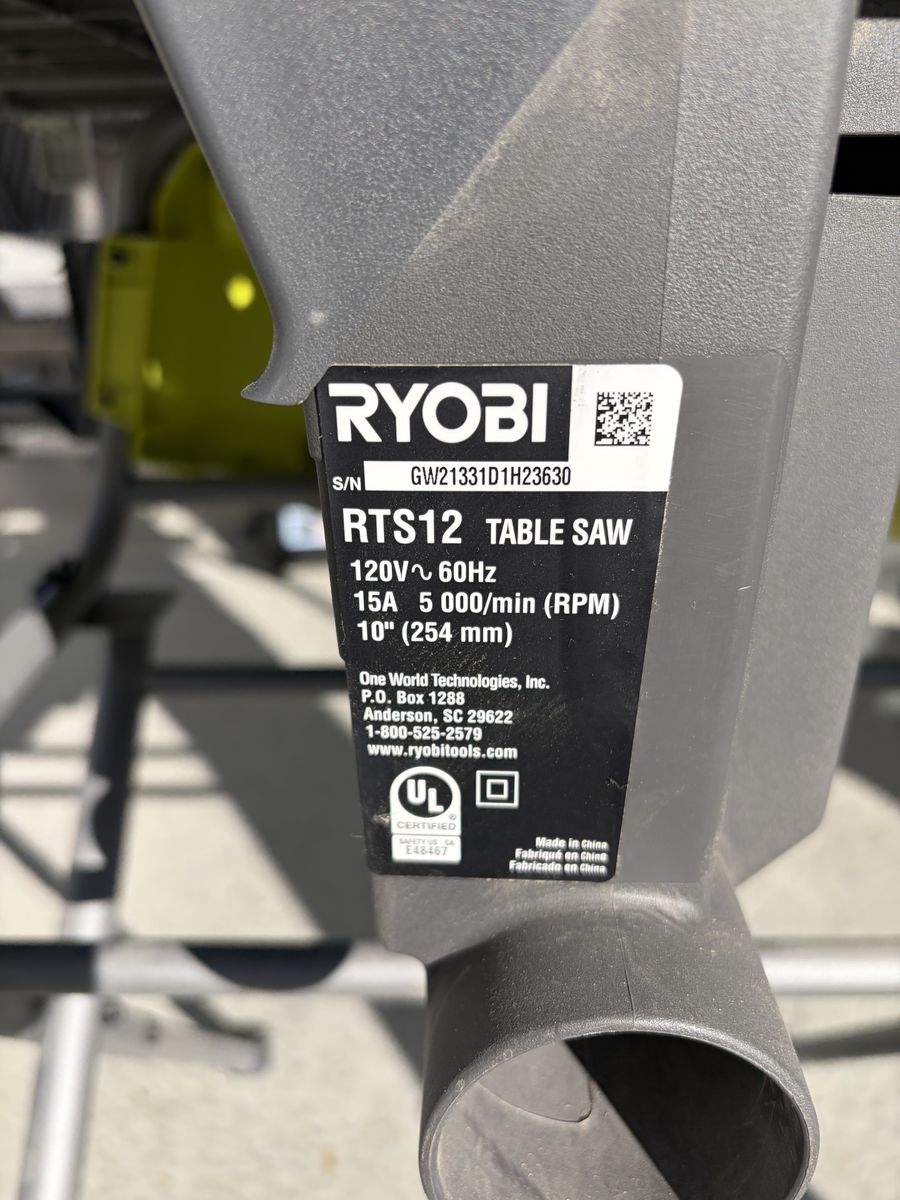 RYOBI
S/N GW21331D1H23630
RTS12 TABLE SAW
120V~ 60Hz
15A 5 000/min (RPM)
10" (254 mm)
One World Technologies, Inc.
P.O. Box 1288
Anderson, SC 29622
1-800-525-2579
www.ryobitools.com
UL ®
CERTIFIED
SAFETY US - CA
E48467
Made in China
Fabriqué en Chine
Fabricado en China